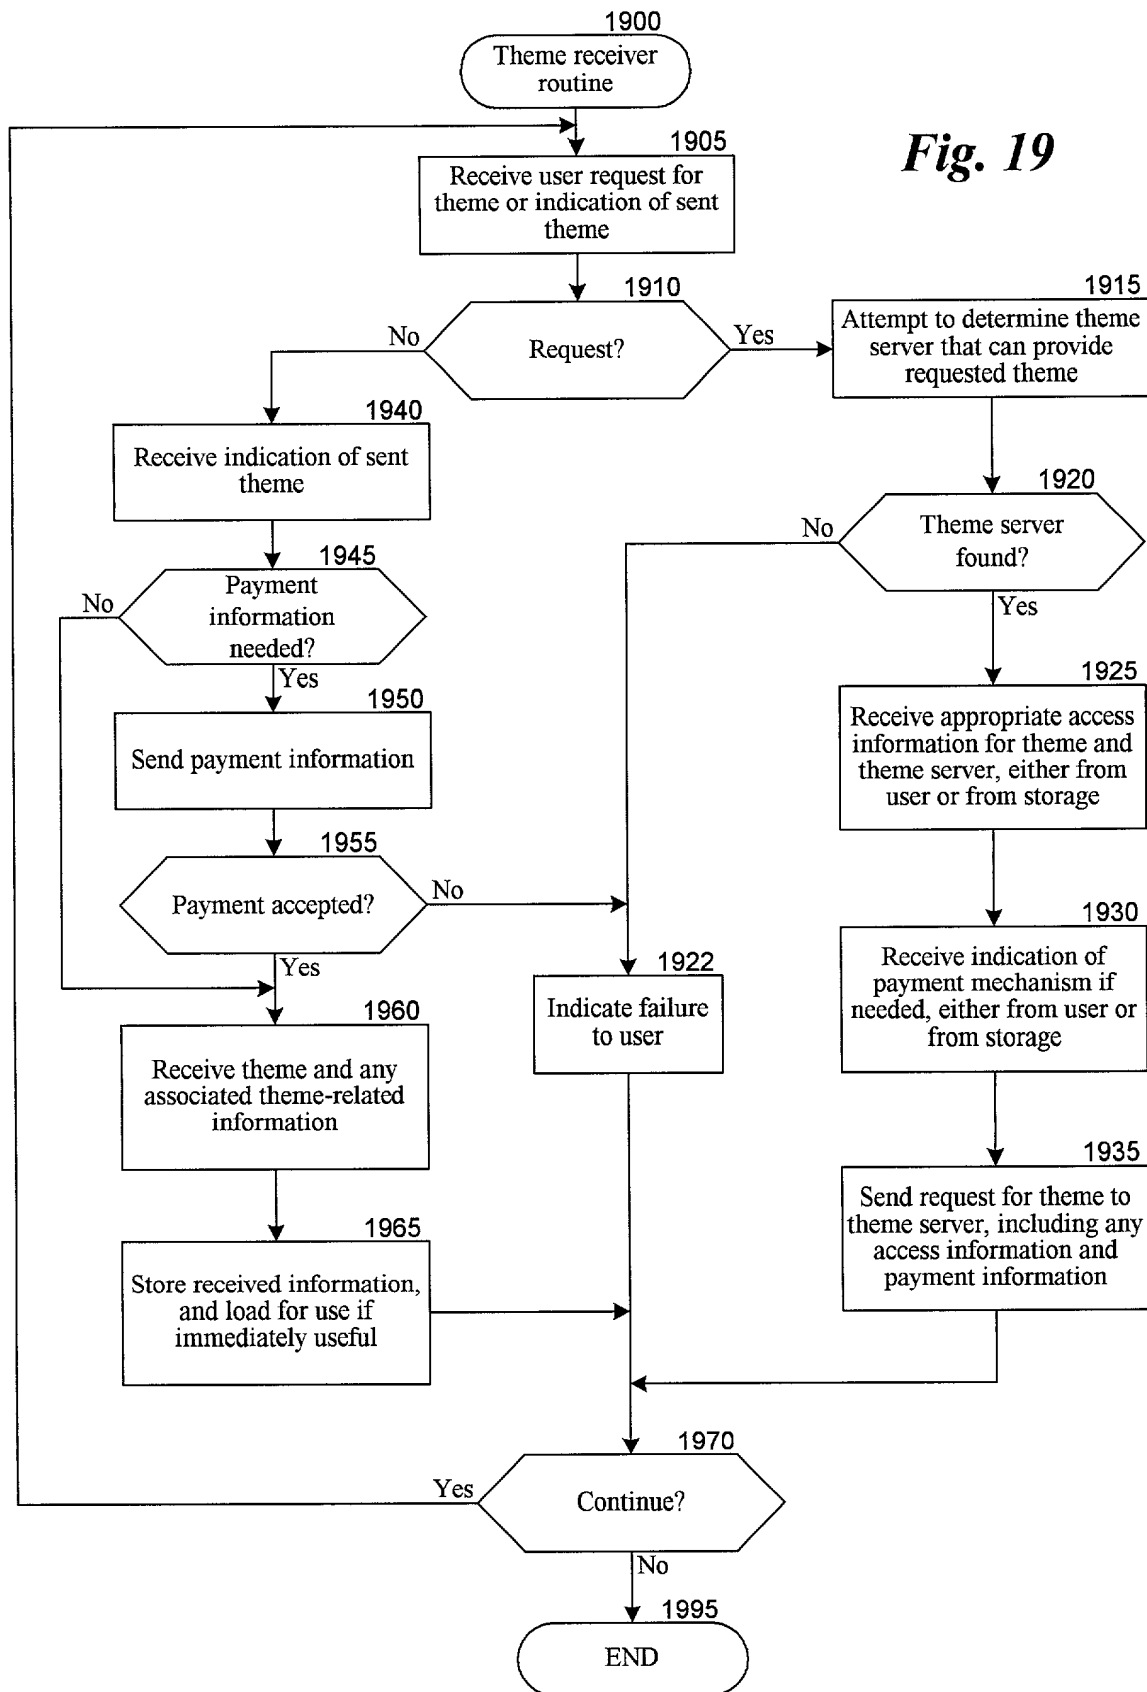 1900
Theme receiver
routine
Fig. 19
1905
Receive user request for
theme or indication of sent
theme
1910
Request?
No
Yes
1915
Attempt to determine theme
server that can provide
requested theme
1940
Receive indication of sent
theme
1920
Theme server
found?
No
Yes
1945
Payment
information
needed?
No
Yes
1925
Receive appropriate access
information for theme and
theme server, either from
user or from storage
1950
Send payment information
1955
Payment accepted?
No
Yes
1930
Receive indication of
payment mechanism if
needed, either from user or
from storage
1922
Indicate failure
to user
1960
Receive theme and any
associated theme-related
information
1935
Send request for theme to
theme server, including any
access information and
payment information
1965
Store received information,
and load for use if
immediately useful
1970
Continue?
Yes
No
1995
END